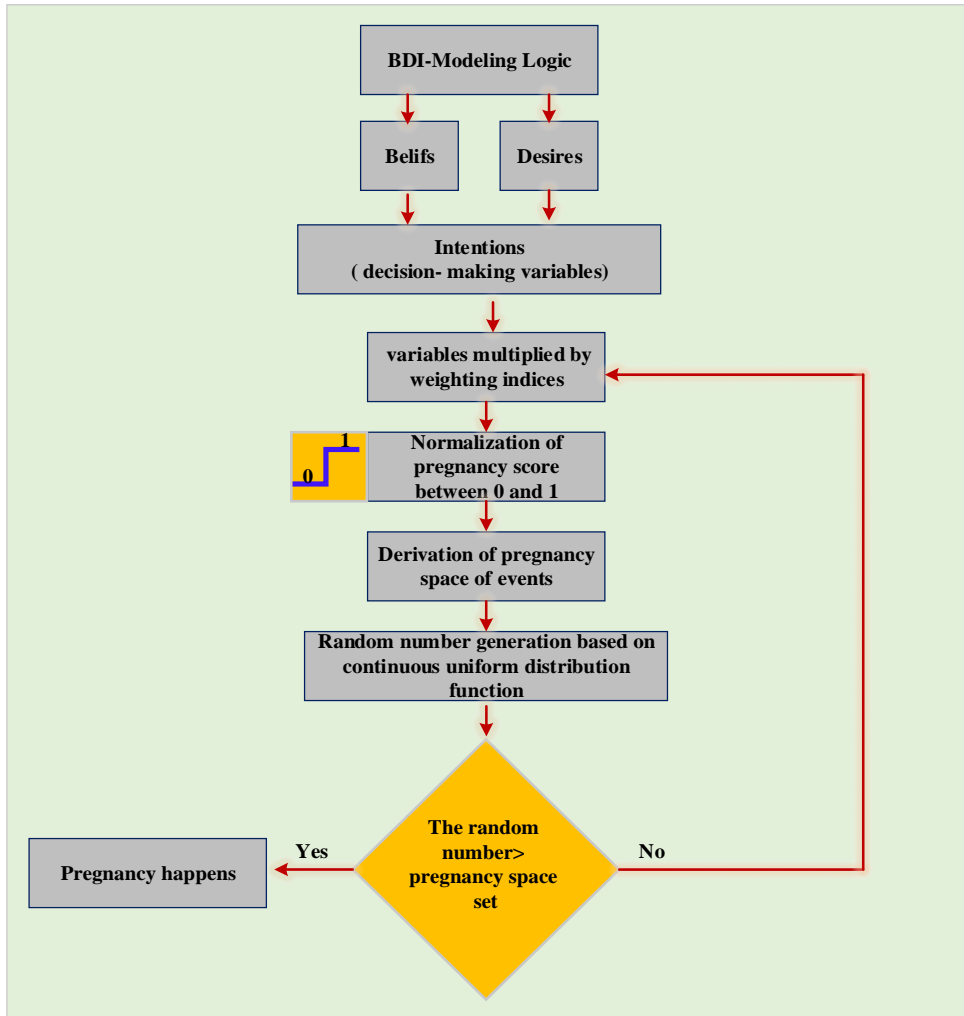 BDI-Modeling Logic
Belifs
Desires
Intentions
( decision- making variables)
variables multiplied by
weighting indices
1
0
Normalization of
pregnancy score
between 0 and 1
Derivation of pregnancy
space of events
Random number generation based on
continuous uniform distribution
function
The random
number>
pregnancy space
set
Yes
No
Pregnancy happens